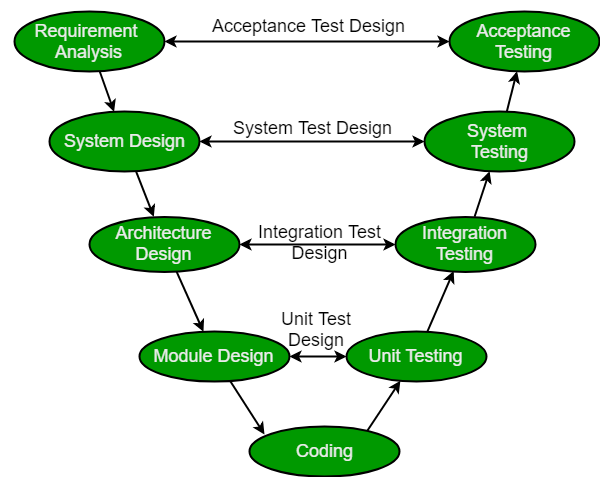 Requirement
Analysis
Acceptance Test Design
Acceptance
Testing
System Design
System Test Design
System
Testing
Architecture
Design
Integration Test
Design
Integration
Testing
Module Design
Unit Test
Design
Unit Testing
Coding